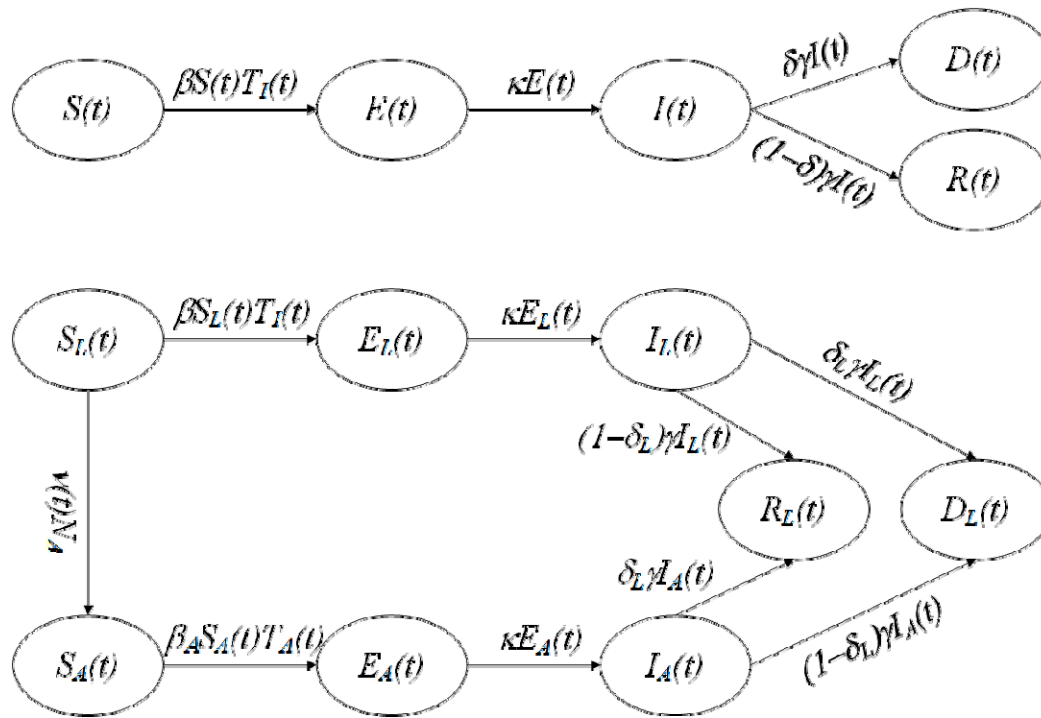 S(t)
βS(t)T_I(t)
E(t)
κE(t)
I(t)
δγI(t)
D(t)
(1−δ)γI(t)
R(t)
S_L(t)
βS_L(t)T_I(t)
E_L(t)
κE_L(t)
I_L(t)
δ_LγI_L(t)
(1−δ_L)γI_L(t)
R_L(t)
D_L(t)
v(t)N_A
S_A(t)
β_AS_A(t)T_A(t)
E_A(t)
κE_A(t)
I_A(t)
δ_LγI_A(t)
(1−δ_L)γI_A(t)